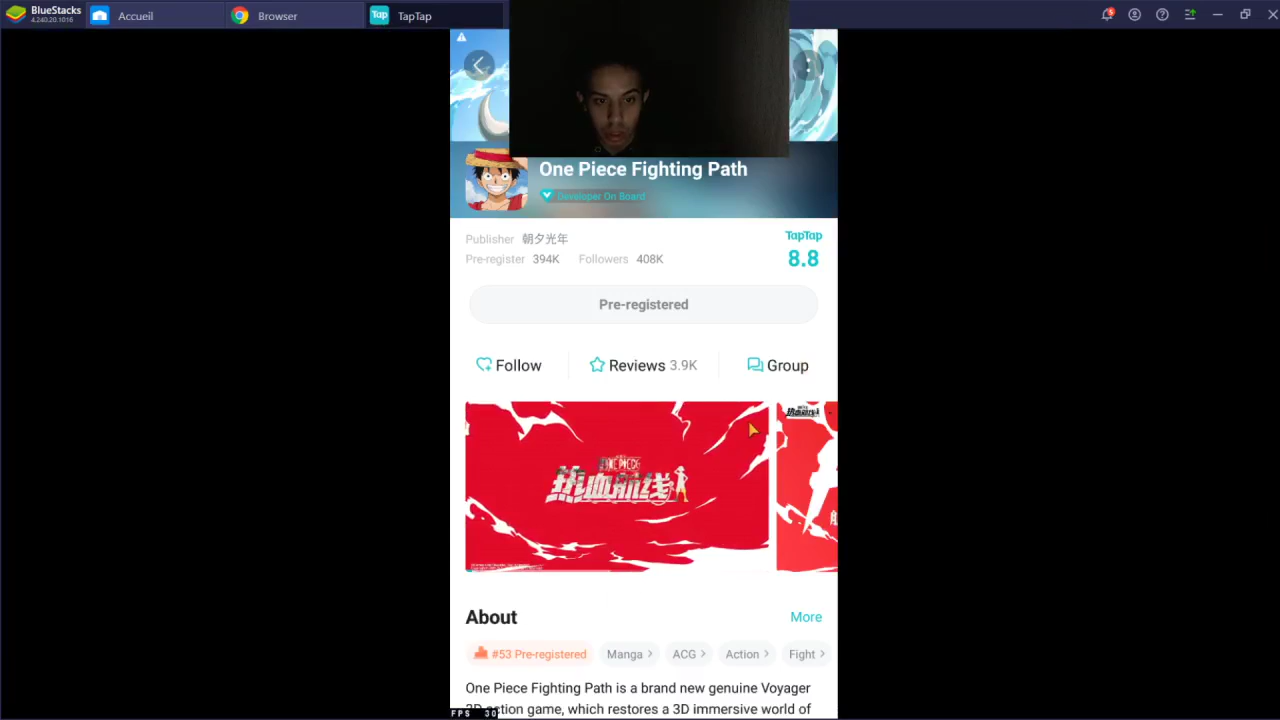 BlueStacks
4.240.20.1016
Accueil
Browser
Tap
TapTap
5
One Piece Fighting Path
Developer On Board
Publisher 朝夕光年
TapTap
Pre-register 394K Followers 408K
8.8
Pre-registered
Follow
Reviews 3.9K
Group
ONE PIECE
热血航线
About
More
#53 Pre-registered
Manga >
ACG >
Action >
Fight >
One Piece Fighting Path is a brand new genuine Voyager
3D action game, which restores a 3D immersive world of
FPS 30